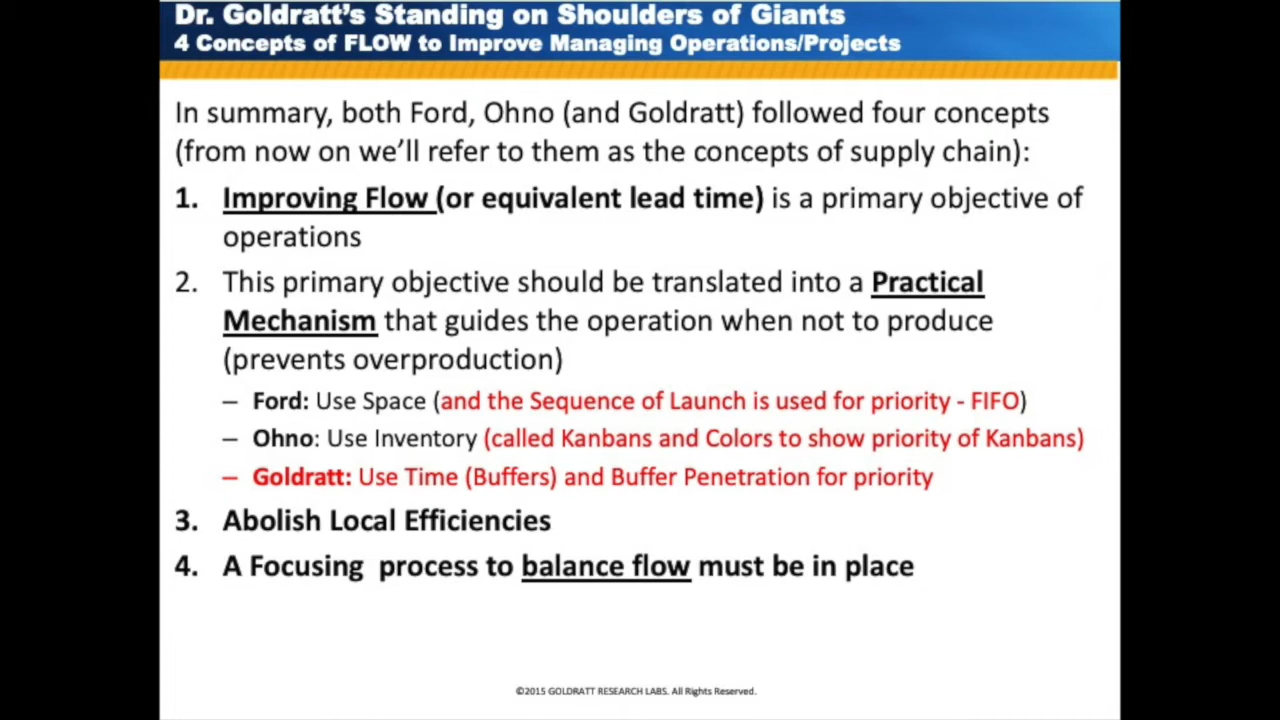 Dr. Goldratt's Standing on Shoulders of Giants
4 Concepts of FLOW to Improve Managing Operations/Projects
In summary, both Ford, Ohno (and Goldratt) followed four concepts
(from now on we'll refer to them as the concepts of supply chain):
1. Improving Flow (or equivalent lead time) is a primary objective of
operations
2. This primary objective should be translated into a Practical
Mechanism that guides the operation when not to produce
(prevents overproduction)
– Ford: Use Space (and the Sequence of Launch is used for priority - FIFO)
– Ohno: Use Inventory (called Kanbans and Colors to show priority of Kanbans)
– Goldratt: Use Time (Buffers) and Buffer Penetration for priority
3. Abolish Local Efficiencies
4. A Focusing process to balance flow must be in place
©2015 GOLDRATT RESEARCH LABS. All Rights Reserved.